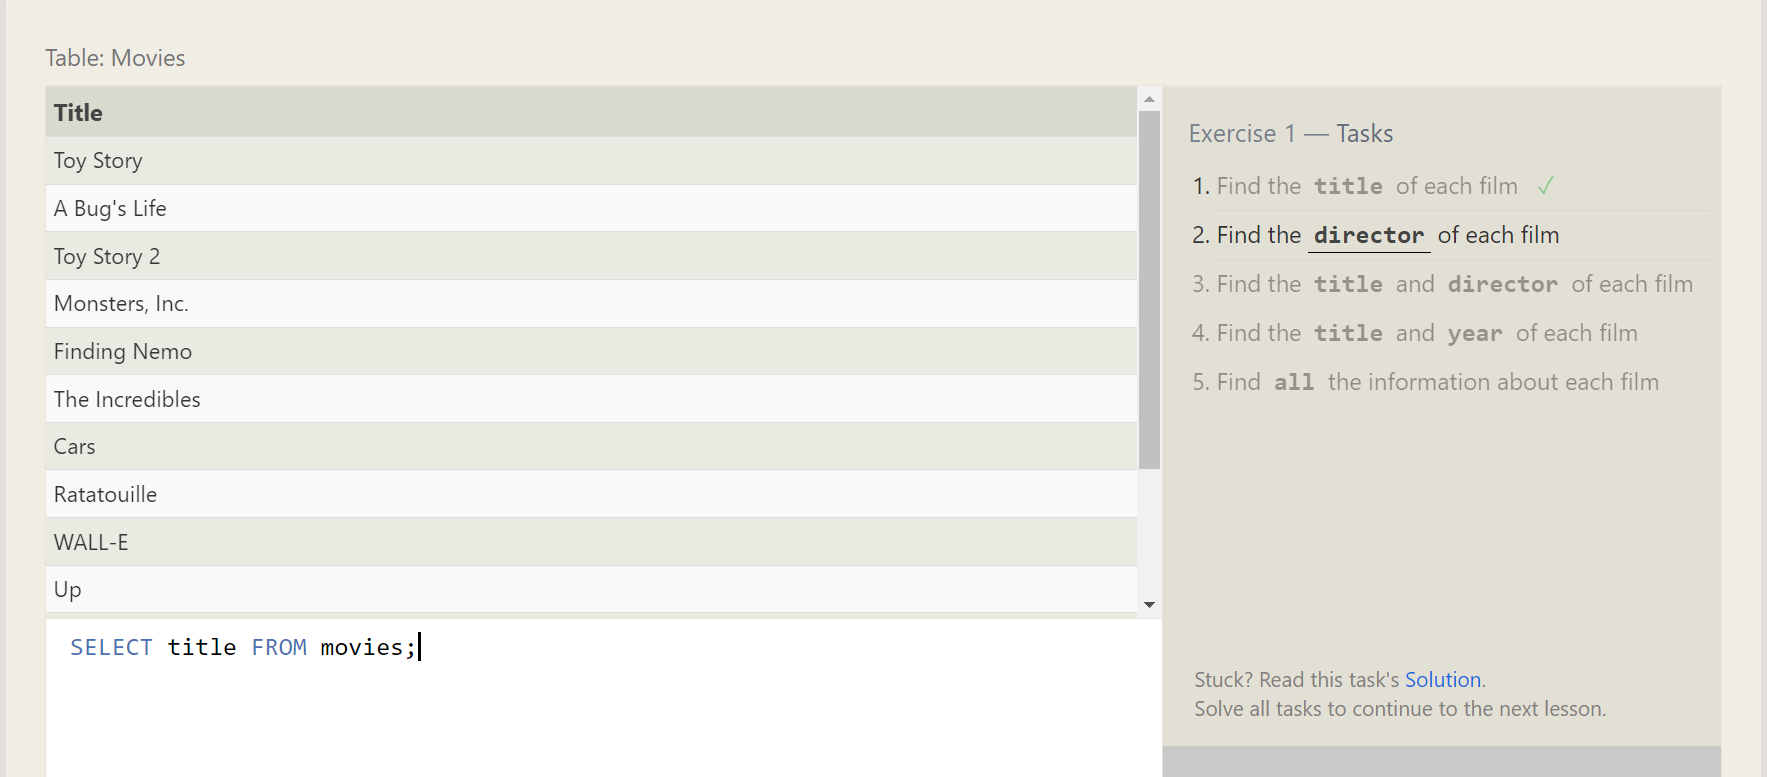 Table: Movies
Title
Toy Story
A Bug's Life
Toy Story 2
Monsters, Inc.
Finding Nemo
The Incredibles
Cars
Ratatouille
WALL-E
Up
SELECT title FROM movies;
Exercise 1 — Tasks
1. Find the title of each film ✓
2. Find the director of each film
3. Find the title and director of each film
4. Find the title and year of each film
5. Find all the information about each film
Stuck? Read this task's Solution.
Solve all tasks to continue to the next lesson.